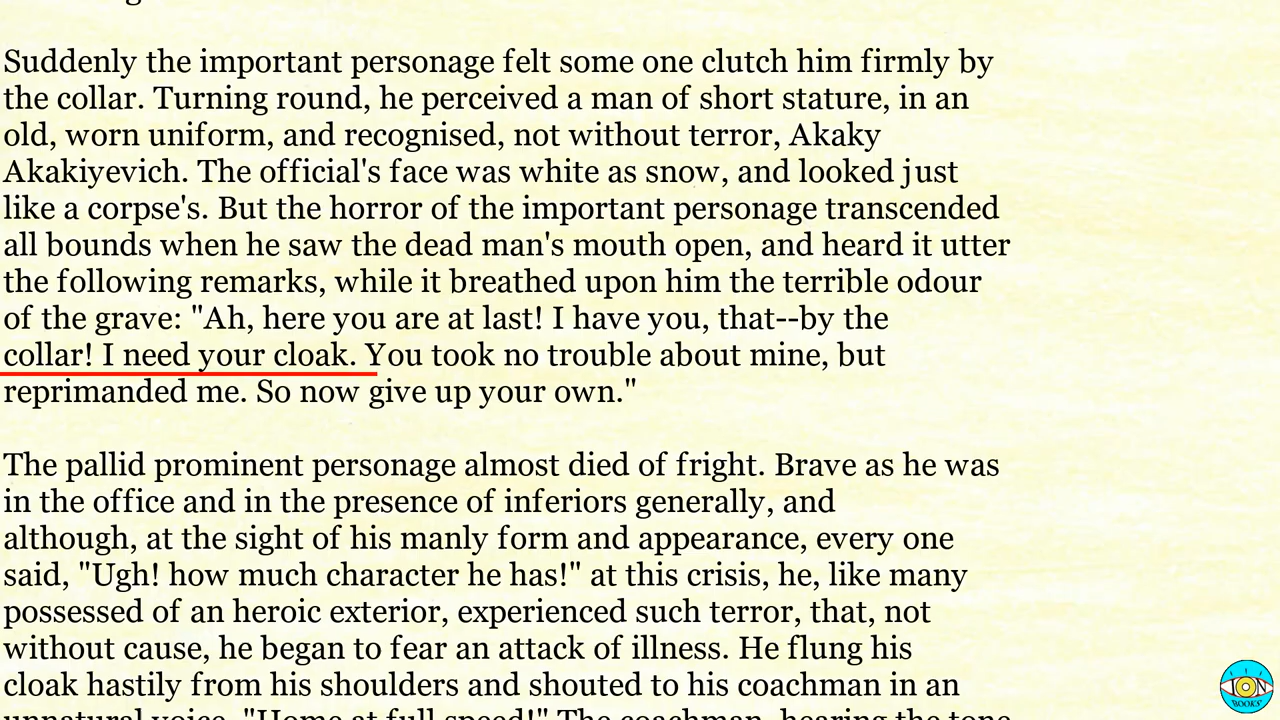 Suddenly the important personage felt some one clutch him firmly by
the collar. Turning round, he perceived a man of short stature, in an
old, worn uniform, and recognised, not without terror, Akaky
Akakiyevich. The official's face was white as snow, and looked just
like a corpse's. But the horror of the important personage transcended
all bounds when he saw the dead man's mouth open, and heard it utter
the following remarks, while it breathed upon him the terrible odour
of the grave: "Ah, here you are at last! I have you, that--by the
collar! I need your cloak. You took no trouble about mine, but
reprimanded me. So now give up your own."
The pallid prominent personage almost died of fright. Brave as he was
in the office and in the presence of inferiors generally, and
although, at the sight of his manly form and appearance, every one
said, "Ugh! how much character he has!" at this crisis, he, like many
possessed of an heroic exterior, experienced such terror, that, not
without cause, he began to fear an attack of illness. He flung his
cloak hastily from his shoulders and shouted to his coachman in an
unnatural voice, "Home at full speed!" The coachman, hearing the tone
ION
BOOKS